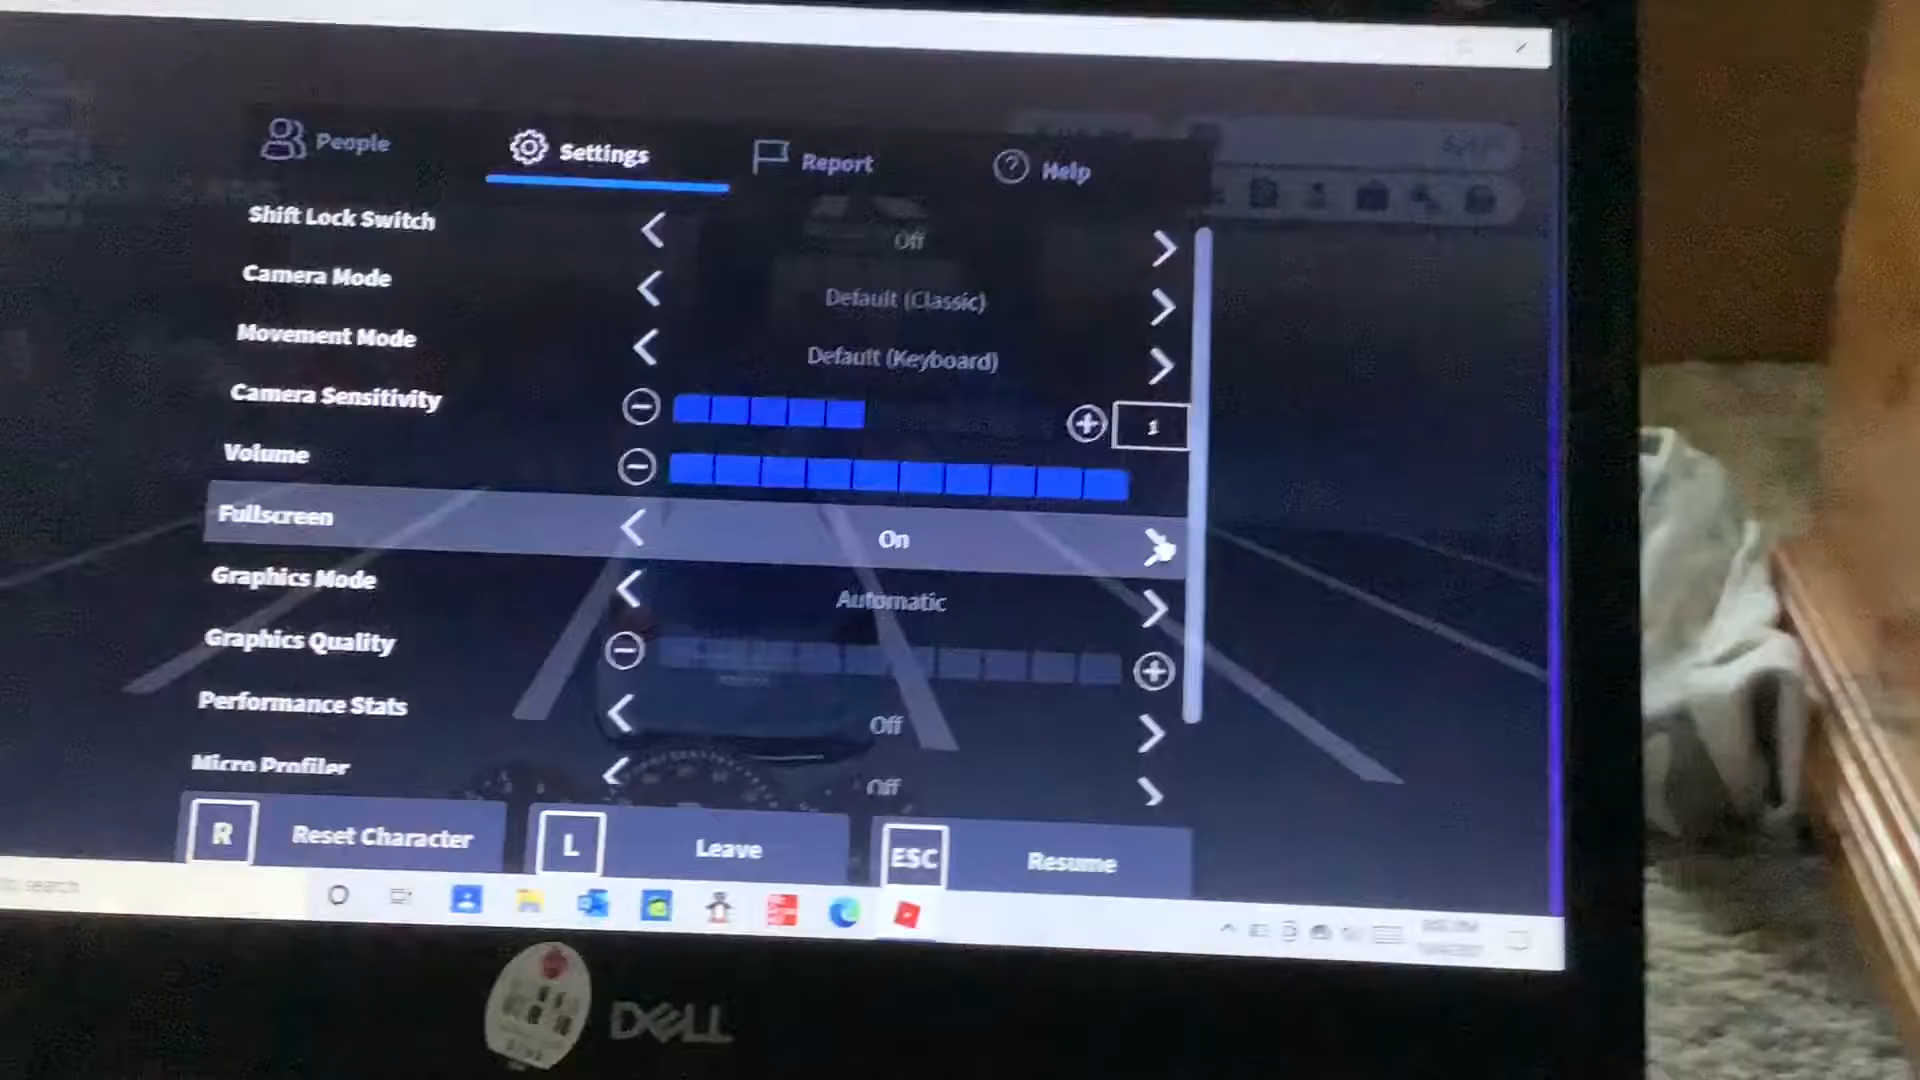 People
Settings
Report
Help
Shift Lock Switch
Off
Camera Mode
Default (Classic)
Movement Mode
Default (Keyboard)
Camera Sensitivity
1
Volume
Fullscreen
On
Graphics Mode
Automatic
Graphics Quality
Performance Stats
Off
Micro Profiler
Off
R
Reset Character
L
Leave
ESC
Resume
to search
DELL